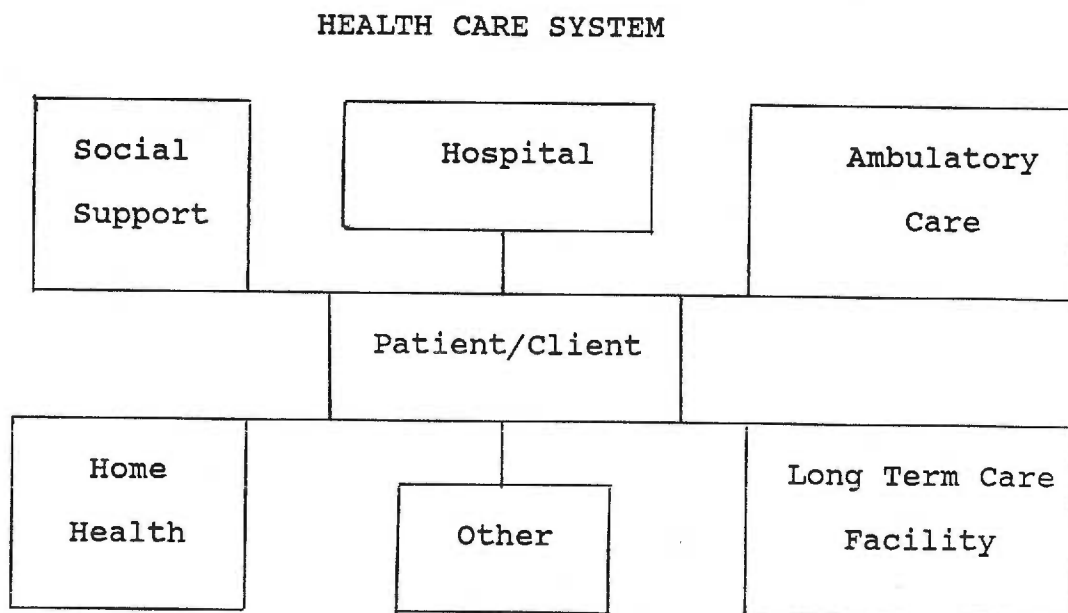 HEALTH CARE SYSTEM
Social
Support
Hospital
Ambulatory
Care
Patient/Client
Home
Health
Other
Long Term Care
Facility